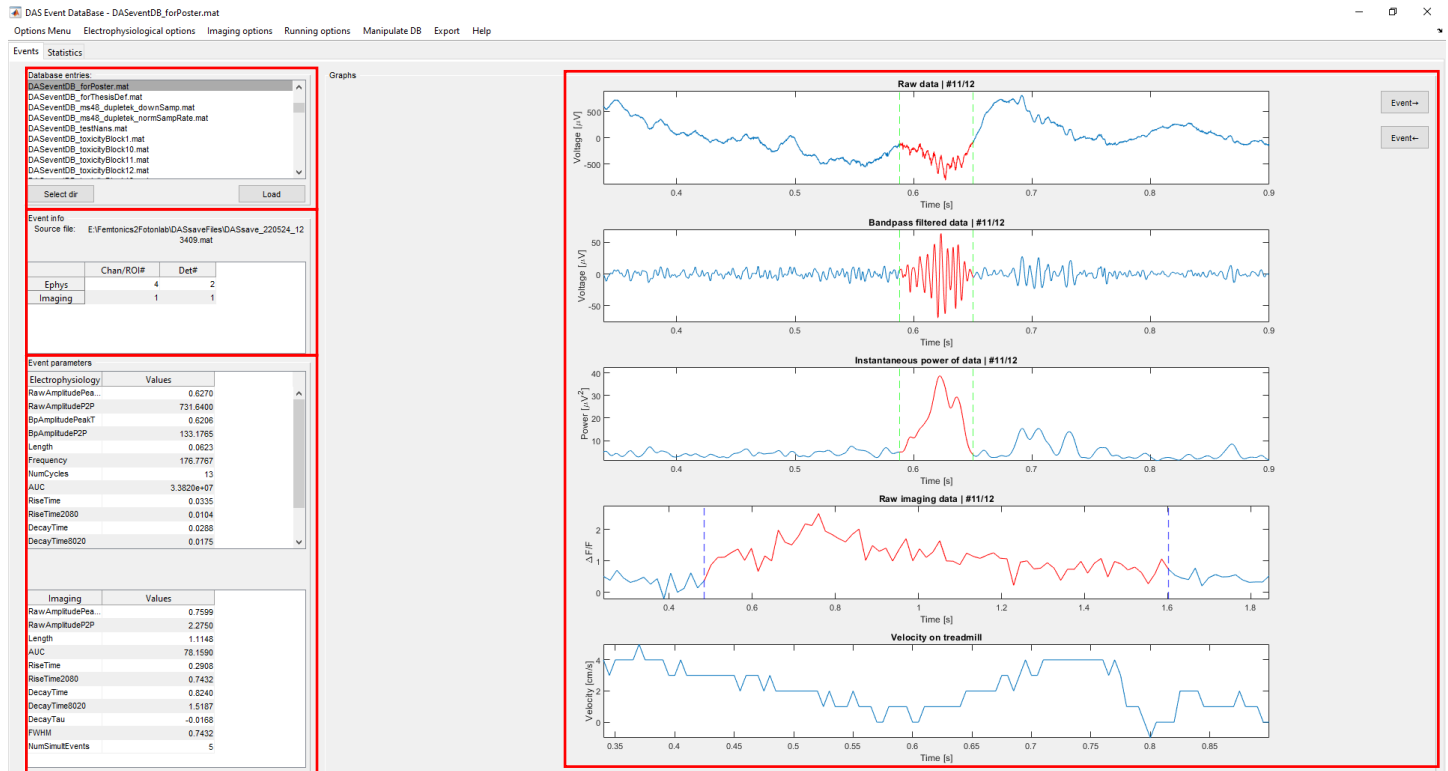 DAS Event DataBase - DASeventDB_forPoster.mat
Options Menu Electrophysiological options Imaging options Running options Manipulate DB Export Help
Events Statistics
Database entries:
DASeventDB_forPoster.mat
DASeventDB_forThesisDef.mat
DASeventDB_ms48_dupletek_downSamp.mat
DASeventDB_ms48_dupletek_normSampRate.mat
DASeventDB_testNans.mat
DASeventDB_toxicityBlock1.mat
DASeventDB_toxicityBlock10.mat
DASeventDB_toxicityBlock11.mat
DASeventDB_toxicityBlock12.mat
Select dir Load
Event info
Source file: E:\Femtonics2Fotonlab\DASsaveFiles\DASsave_220524_12
3409.mat
Chan/ROI# Det#
Ephys 4 2
Imaging 1 1
Event parameters
Electrophysiology Values
RawAmplitudePea... 0.6270
RawAmplitudeP2P 731.6400
BpAmplitudePeakT 0.6206
BpAmplitudeP2P 133.1765
Length 0.0623
Frequency 176.7767
NumCycles 13
AUC 3.3820e+07
RiseTime 0.0335
RiseTime2080 0.0104
DecayTime 0.0288
DecayTime8020 0.0175
Imaging Values
RawAmplitudePea... 0.7599
RawAmplitudeP2P 2.2750
Length 1.1148
AUC 78.1590
RiseTime 0.2908
RiseTime2080 0.7432
DecayTime 0.8240
DecayTime8020 1.5187
DecayTau -0.0168
FWHM 0.7432
NumSimultEvents 5
Graphs
Raw data | #11/12
Voltage [μV]
500
0
-500
0.4 0.5 0.6 0.7 0.8 0.9
Time [s]
Bandpass filtered data | #11/12
Voltage [μV]
50
0
-50
0.4 0.5 0.6 0.7 0.8 0.9
Time [s]
Instantaneous power of data | #11/12
Power [μV²]
40
30
20
10
0.4 0.5 0.6 0.7 0.8 0.9
Time [s]
Raw imaging data | #11/12
ΔF/F
2
1
0
0.4 0.6 0.8 1 1.2 1.4 1.6 1.8
Time [s]
Velocity on treadmill
Velocity [cm/s]
4
2
0
0.35 0.4 0.45 0.5 0.55 0.6 0.65 0.7 0.75 0.8 0.85
Time [s]
Event→
Event←